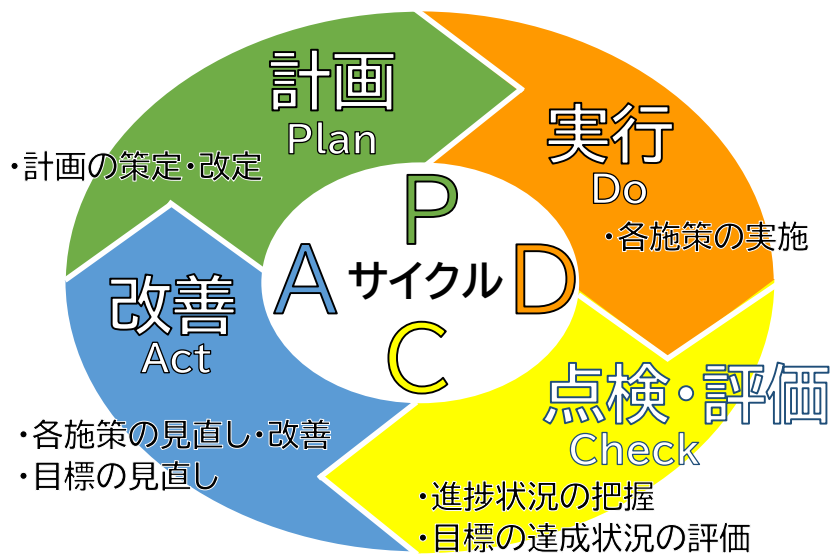 計画
Plan
・計画の策定・改定
実行
Do
・各施策の実施
P
A
サイクル
D
C
改善
Act
・各施策の見直し・改善
・目標の見直し
点検・評価
Check
・進捗状況の把握
・目標の達成状況の評価